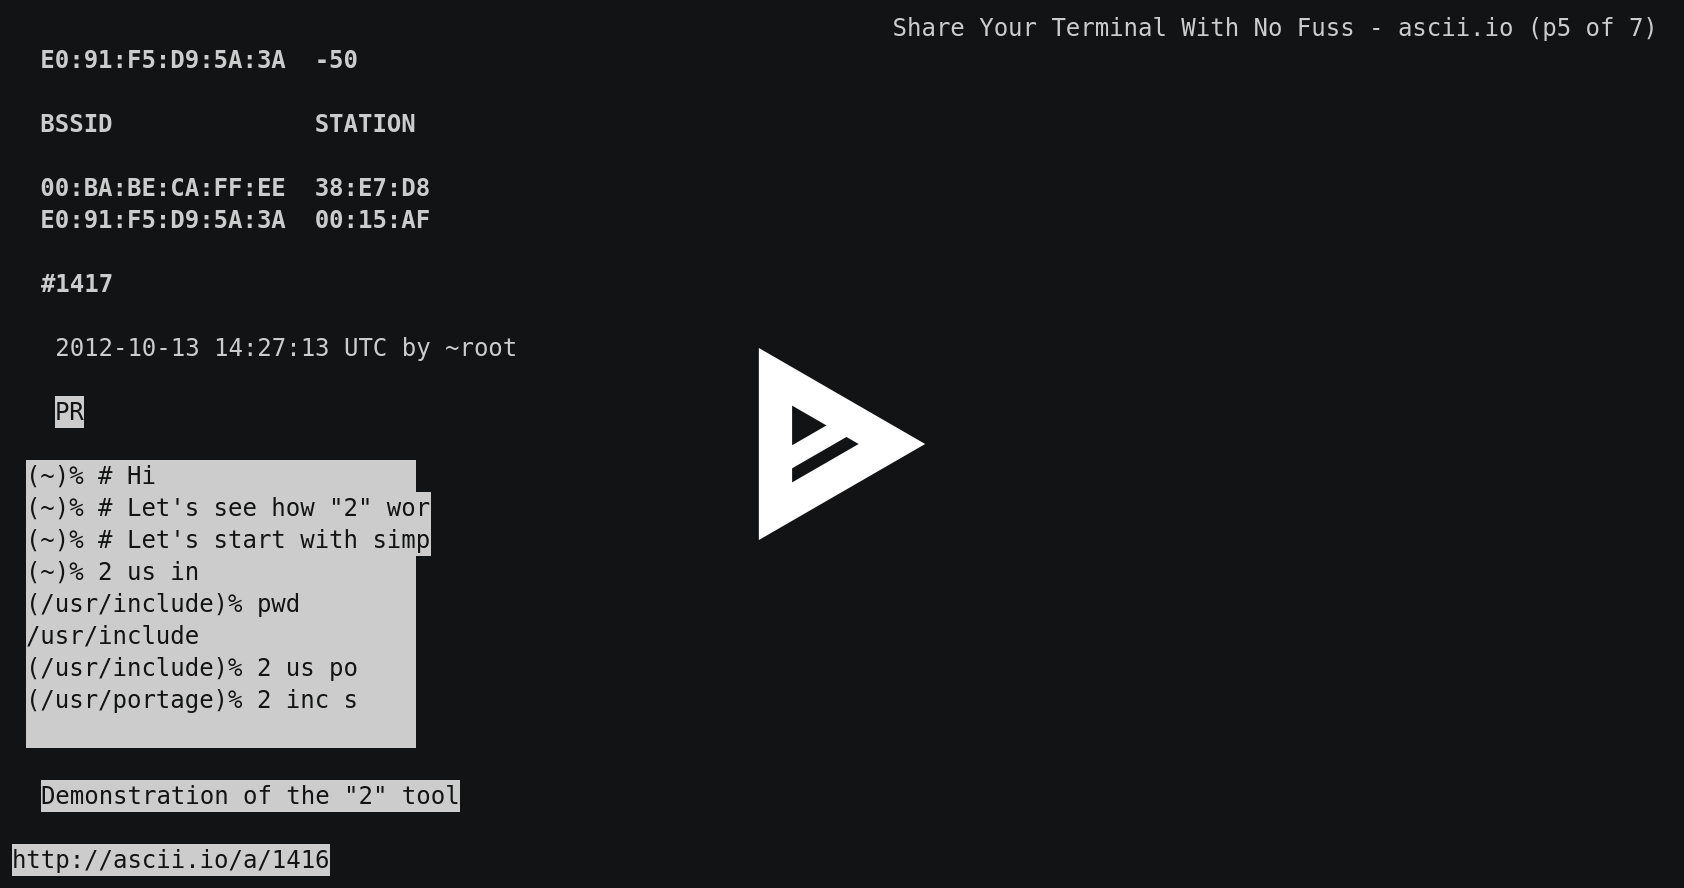 Share Your Terminal With No Fuss - ascii.io (p5 of 7)
E0:91:F5:D9:5A:3A  -50
BSSID              STATION
00:BA:BE:CA:FF:EE  38:E7:D8
E0:91:F5:D9:5A:3A  00:15:AF
#1417
2012-10-13 14:27:13 UTC by ~root
PR
(~)% # Hi
(~)% # Let's see how "2" wor
(~)% # Let's start with simp
(~)% 2 us in
(/usr/include)% pwd
/usr/include
(/usr/include)% 2 us po
(/usr/portage)% 2 inc s
Demonstration of the "2" tool
http://ascii.io/a/1416